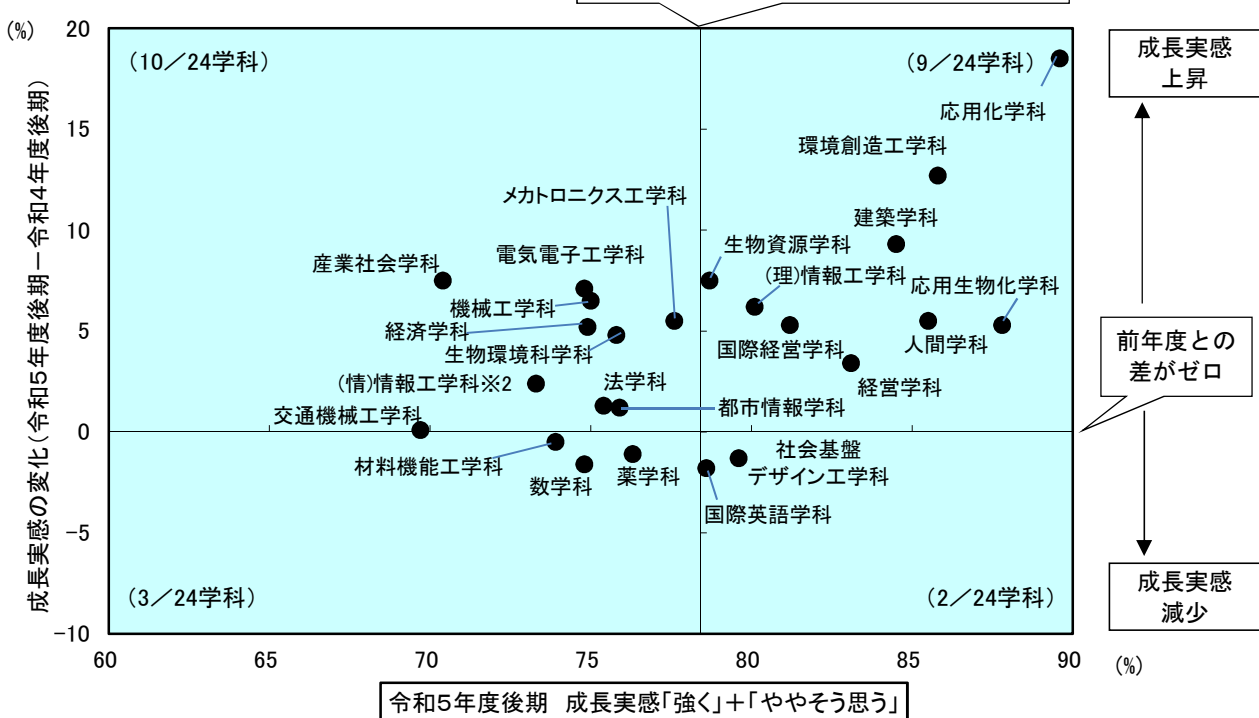 (%)
20
15
10
5
0
-5
-10
成長実感の変化(令和5年度後期－令和4年度後期)
(10／24学科)
(9／24学科)
応用化学科
環境創造工学科
メカトロニクス工学科
建築学科
産業社会学科
電気電子工学科
生物資源学科
(理)情報工学科
応用生物化学科
機械工学科
経済学科
生物環境科学科
国際経営学科
人間学科
(情)情報工学科※2
法学科
経営学科
交通機械工学科
都市情報学科
材料機能工学科
数学科
薬学科
社会基盤
デザイン工学科
国際英語学科
(3／24学科)
(2／24学科)
60
65
70
75
80
85
90
(%)
令和5年度後期 成長実感「強く」+「ややそう思う」
成長実感
上昇
前年度との
差がゼロ
成長実感
減少